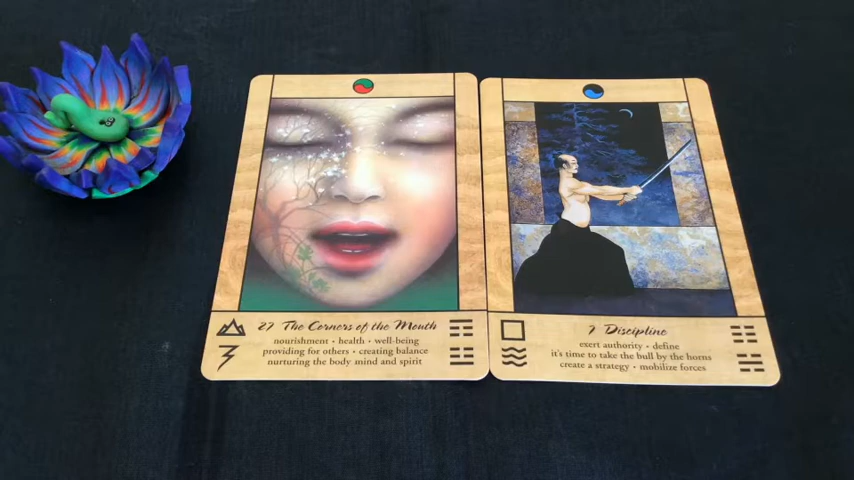 27 The Corners of the Mouth
nourishment • health • well-being
providing for others • creating balance
nurturing the body mind and spirit
7 Discipline
exert authority • define
it's time to take the bull by the horns
create a strategy • mobilize forces